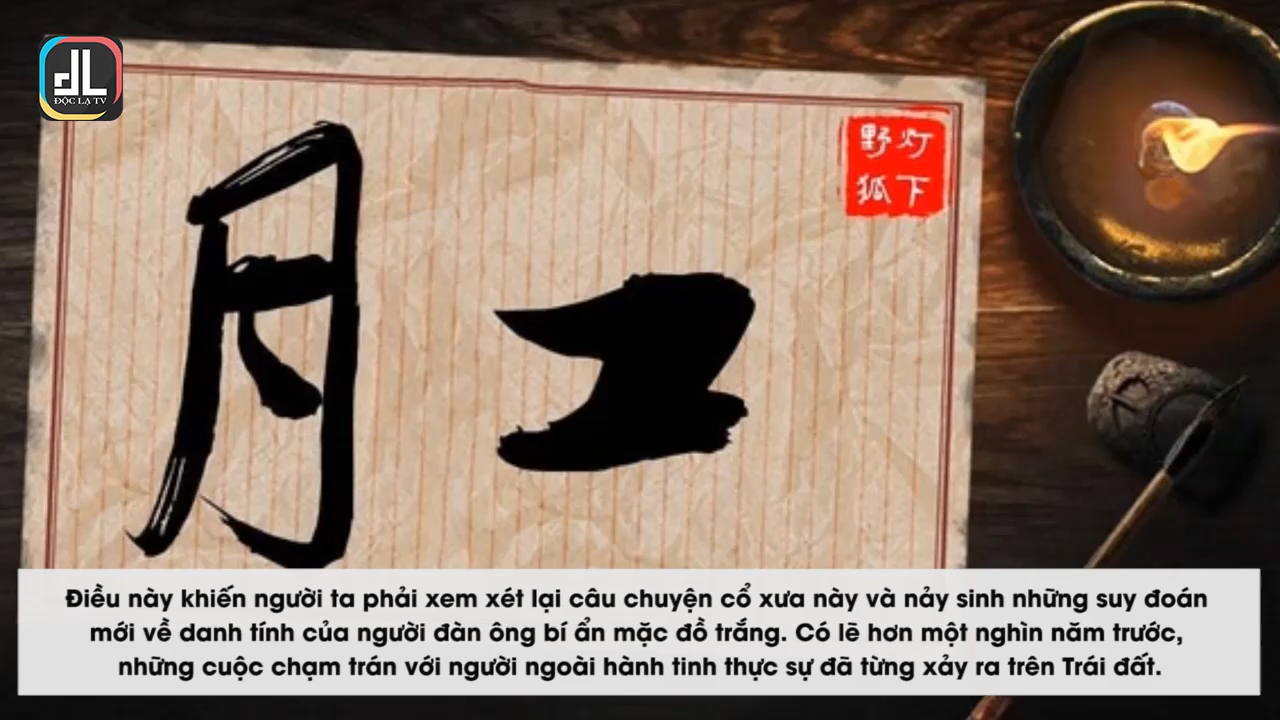 ĐỘC LẠ TV
野灯
狐下
月工
Điều này khiến người ta phải xem xét lại câu chuyện cổ xưa này và nảy sinh những suy đoán
mới về danh tính của người đàn ông bí ẩn mặc đồ trắng. Có lẽ hơn một nghìn năm trước,
những cuộc chạm trán với người ngoài hành tinh thực sự đã từng xảy ra trên Trái đất.